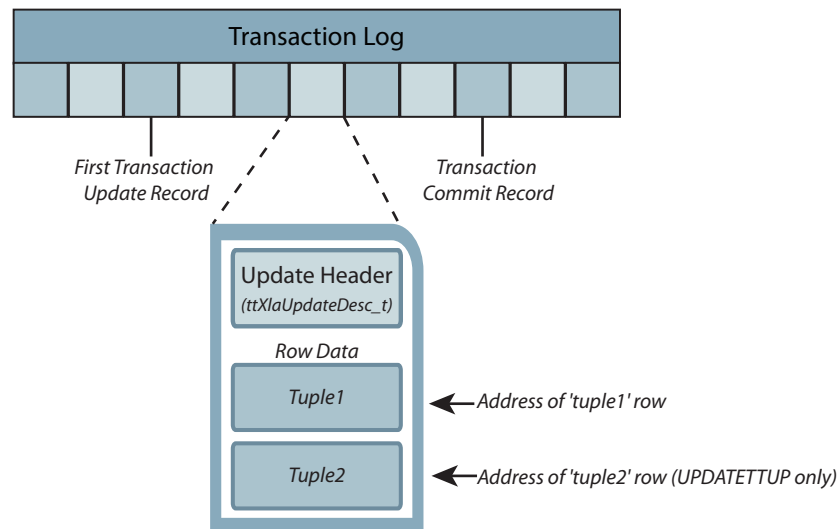 Transaction Log
First Transaction
Update Record
Transaction
Commit Record
Update Header
(ttXlaUpdateDesc_t)
Row Data
Tuple1
Address of 'tuple1' row
Tuple2
Address of 'tuple2' row (UPDATETTUP only)